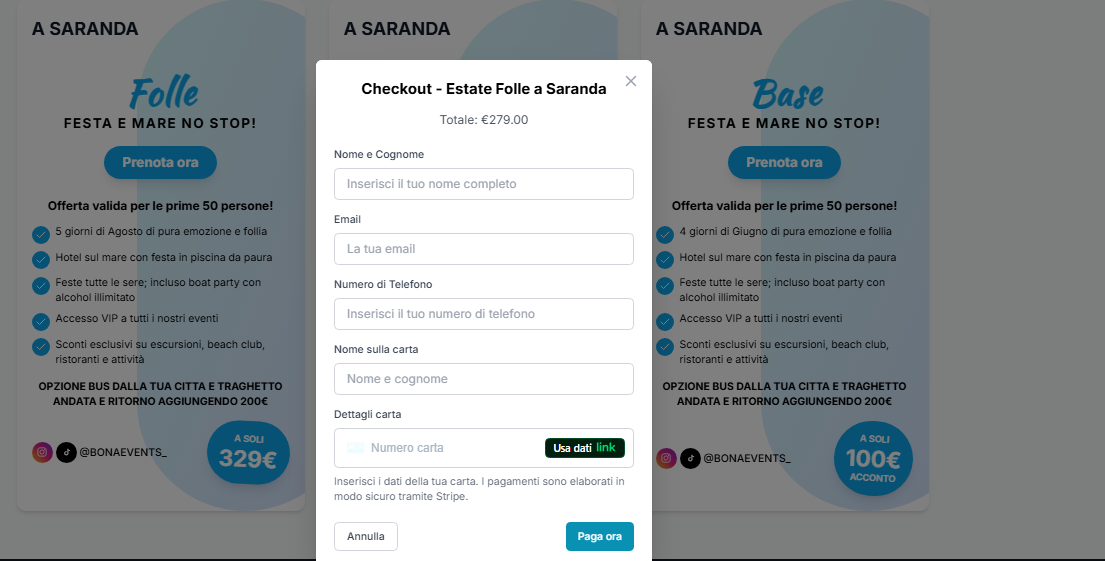 A SARANDA
Folle
FESTA E MARE NO STOP!
Prenota ora
Offerta valida per le prime 50 persone!
5 giorni di Agosto di pura emozione e follia
Hotel sul mare con festa in piscina da paura
Feste tutte le sere; incluso boat party con
alcohol illimitato
Accesso VIP a tutti i nostri eventi
Sconti esclusivi su escursioni, beach club,
ristoranti e attività
OPZIONE BUS DALLA TUA CITTA E TRAGHETTO
ANDATA E RITORNO AGGIUNGENDO 200€
@BONAEVENTS_
A SOLI
329€
A SARANDA
Checkout - Estate Folle a Saranda
Totale: €279.00
Nome e Cognome
Inserisci il tuo nome completo
Email
La tua email
Numero di Telefono
Inserisci il tuo numero di telefono
Nome sulla carta
Nome e cognome
Dettagli carta
Numero carta
Usa dati link
Inserisci i dati della tua carta. I pagamenti sono elaborati in
modo sicuro tramite Stripe.
Annulla
Paga ora
A SARANDA
Base
FESTA E MARE NO STOP!
Prenota ora
Offerta valida per le prime 50 persone!
4 giorni di Giugno di pura emozione e follia
Hotel sul mare con festa in piscina da paura
Feste tutte le sere; incluso boat party con
alcohol illimitato
Accesso VIP a tutti i nostri eventi
Sconti esclusivi su escursioni, beach club,
ristoranti e attività
OPZIONE BUS DALLA TUA CITTA E TRAGHETTO
ANDATA E RITORNO AGGIUNGENDO 200€
@BONAEVENTS_
A SOLI
100€
ACCONTO